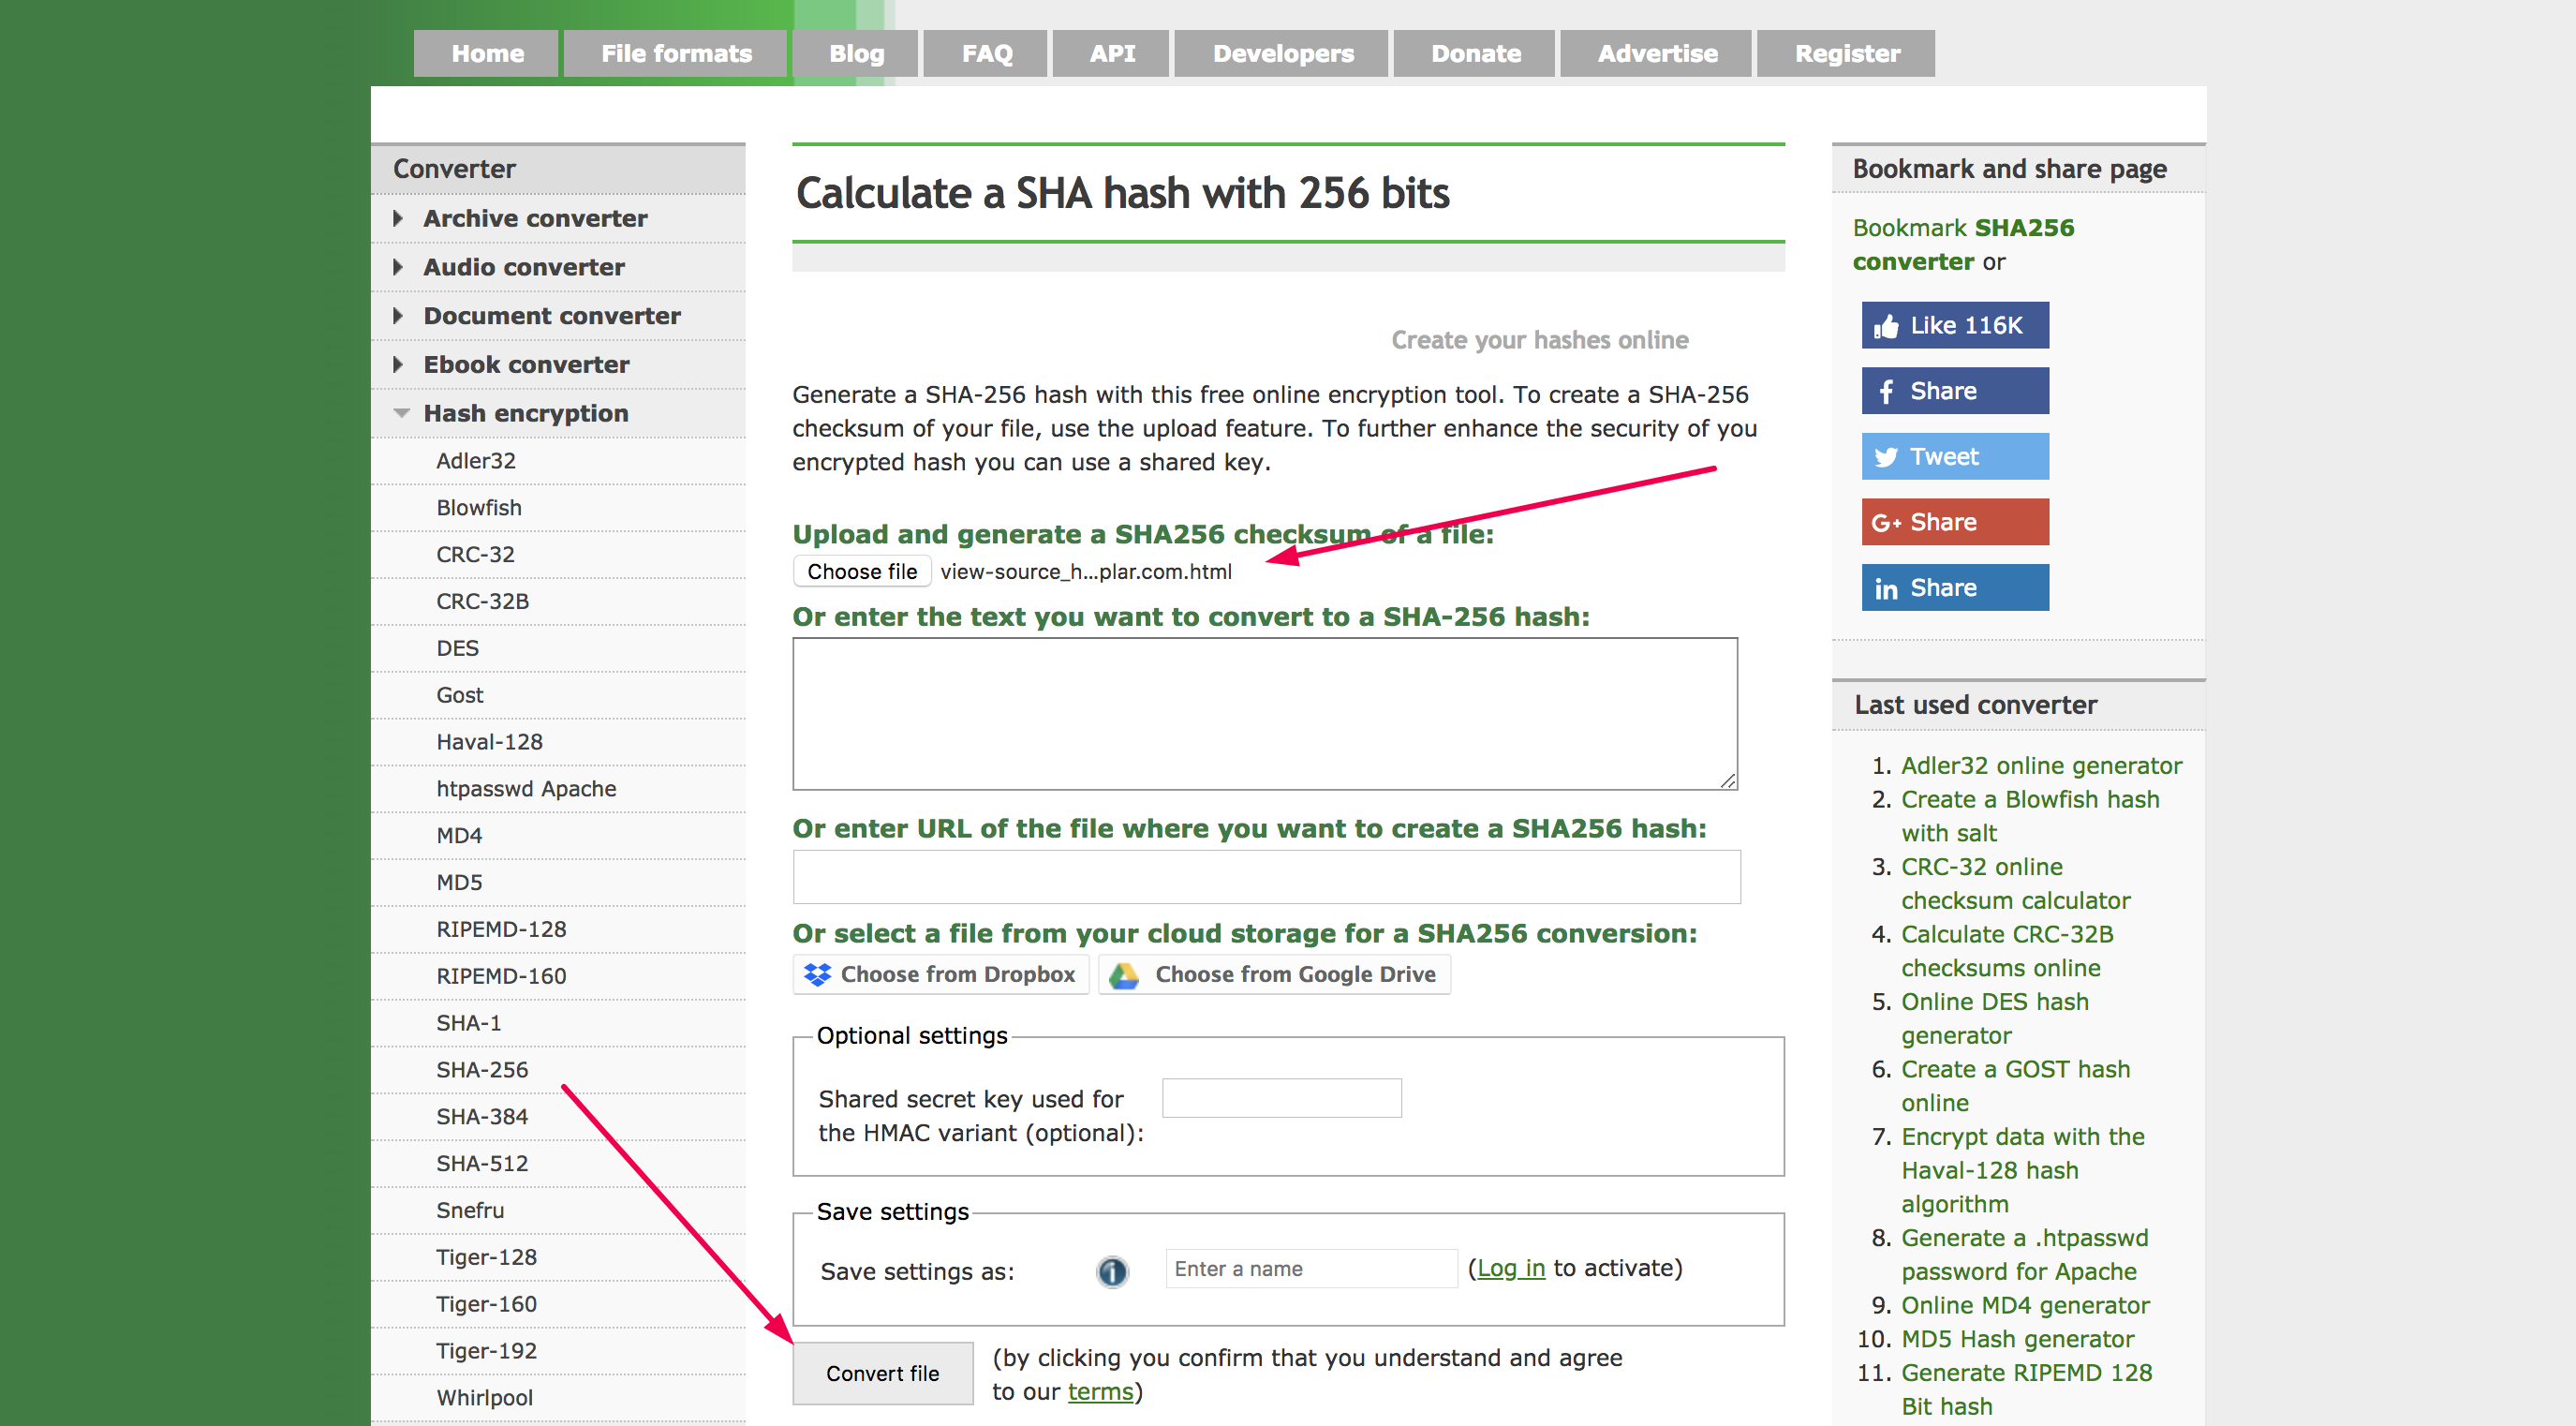 Home
File formats
Blog
FAQ
API
Developers
Donate
Advertise
Register
Converter
Archive converter
Audio converter
Document converter
Ebook converter
Hash encryption
Adler32
Blowfish
CRC-32
CRC-32B
DES
Gost
Haval-128
htpasswd Apache
MD4
MD5
RIPEMD-128
RIPEMD-160
SHA-1
SHA-256
SHA-384
SHA-512
Snefru
Tiger-128
Tiger-160
Tiger-192
Whirlpool
Calculate a SHA hash with 256 bits
Create your hashes online
Generate a SHA-256 hash with this free online encryption tool. To create a SHA-256
checksum of your file, use the upload feature. To further enhance the security of you
encrypted hash you can use a shared key.
Upload and generate a SHA256 checksum of a file:
Choose file view-source_h...plar.com.html
Or enter the text you want to convert to a SHA-256 hash:
Or enter URL of the file where you want to create a SHA256 hash:
Or select a file from your cloud storage for a SHA256 conversion:
Choose from Dropbox
Choose from Google Drive
Optional settings
Shared secret key used for
the HMAC variant (optional):
Save settings
Save settings as:
Enter a name
(Log in to activate)
Convert file
(by clicking you confirm that you understand and agree
to our terms)
Bookmark and share page
Bookmark SHA256
converter or
Like 116K
Share
Tweet
G+ Share
in Share
Last used converter
1. Adler32 online generator
2. Create a Blowfish hash
with salt
3. CRC-32 online
checksum calculator
4. Calculate CRC-32B
checksums online
5. Online DES hash
generator
6. Create a GOST hash
online
7. Encrypt data with the
Haval-128 hash
algorithm
8. Generate a .htpasswd
password for Apache
9. Online MD4 generator
10. MD5 Hash generator
11. Generate RIPEMD 128
Bit hash